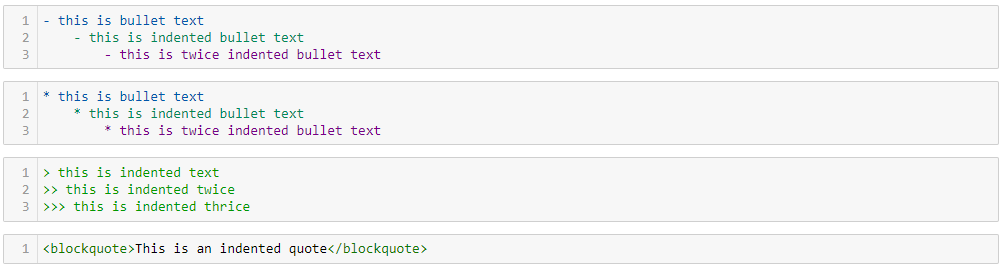 1 - this is bullet text
2     - this is indented bullet text
3         - this is twice indented bullet text
1 * this is bullet text
2     * this is indented bullet text
3         * this is twice indented bullet text
1 > this is indented text
2 >> this is indented twice
3 >>> this is indented thrice
1 <blockquote>This is an indented quote</blockquote>